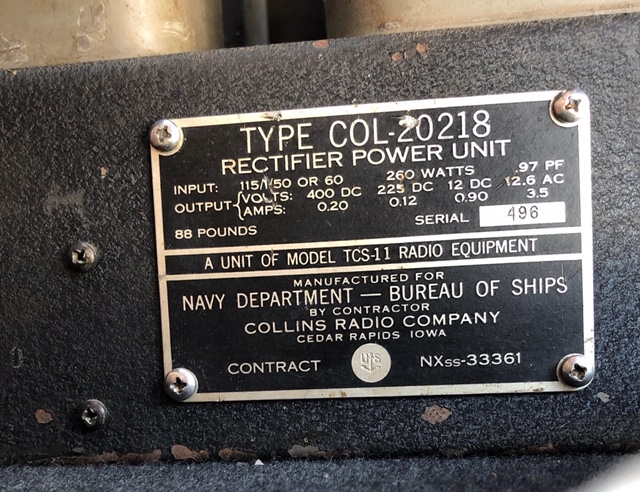 TYPE COL-20218
RECTIFIER POWER UNIT
INPUT: 115/1/50 OR 60 260 WATTS .97 PF
OUTPUT-{VOLTS: 400 DC 225 DC 12 DC 12.6 AC
AMPS: 0.20 0.12 0.90 3.5
88 POUNDS SERIAL 496
A UNIT OF MODEL TCS-11 RADIO EQUIPMENT
MANUFACTURED FOR
NAVY DEPARTMENT — BUREAU OF SHIPS
BY CONTRACTOR
COLLINS RADIO COMPANY
CEDAR RAPIDS IOWA
CONTRACT US NXss-33361